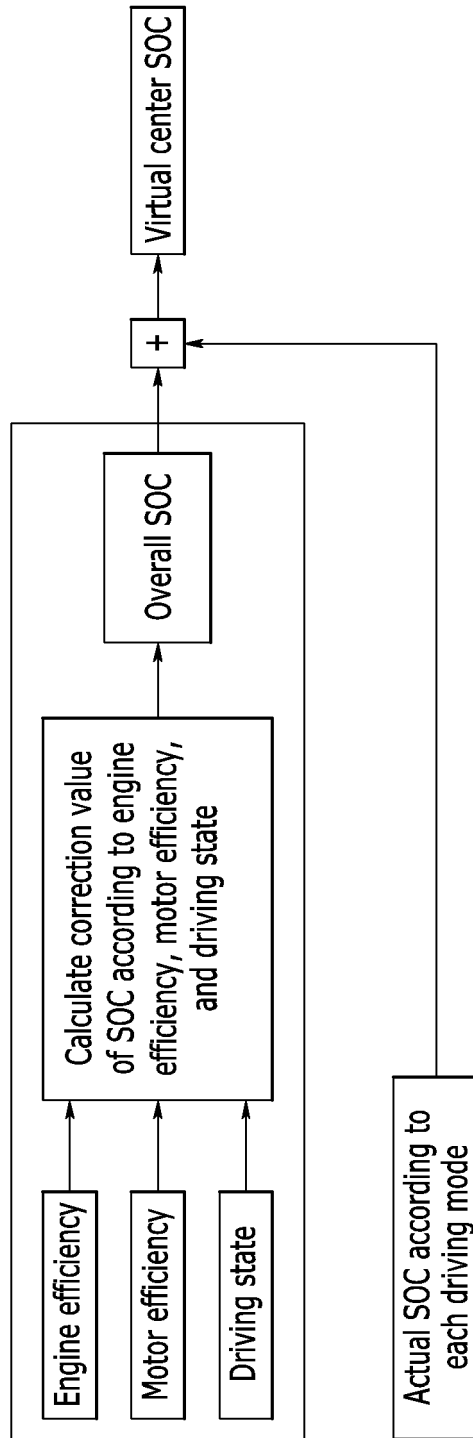 Engine efficiency
Motor efficiency
Driving state
Calculate correction value
of SOC according to engine
efficiency, motor efficiency,
and driving state
Overall SOC
+
Virtual center SOC
Actual SOC according to
each driving mode